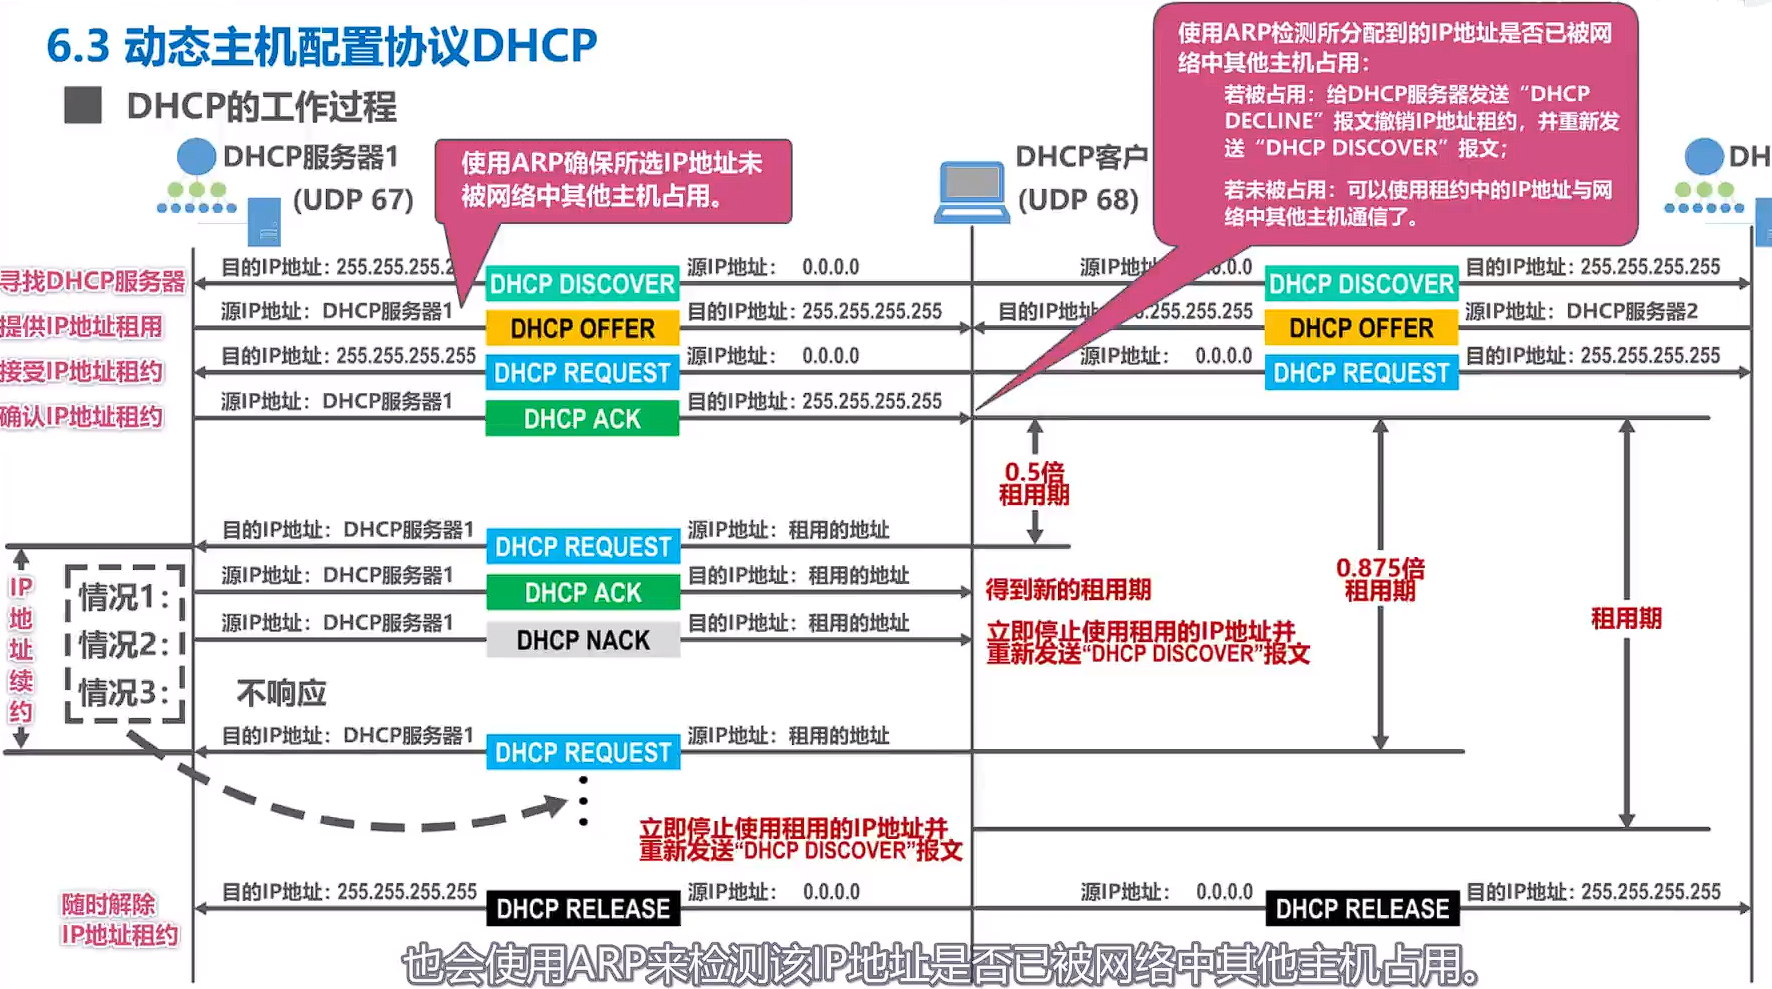 6.3 动态主机配置协议DHCP
DHCP的工作过程
使用ARP检测所分配到的IP地址是否已被网
络中其他主机占用：
若被占用：给DHCP服务器发送“DHCP
DECLINE”报文撤销IP地址租约，并重新发
送“DHCP DISCOVER”报文；
若未被占用：可以使用租约中的IP地址与网
络中其他主机通信了。
DHCP服务器1
(UDP 67)
使用ARP确保所选IP地址未
被网络中其他主机占用。
DHCP客户
(UDP 68)
DH
寻找DHCP服务器
目的IP地址：255.255.255.2
DHCP DISCOVER
源IP地址： 0.0.0.0
源IP地 .0.0.0
DHCP DISCOVER
目的IP地址：255.255.255.255
提供IP地址租用
源IP地址：DHCP服务器1
DHCP OFFER
目的IP地址：255.255.255.255
目的IP地址 255.255.255
DHCP OFFER
源IP地址：DHCP服务器2
接受IP地址租约
目的IP地址：255.255.255.255
DHCP REQUEST
源IP地址： 0.0.0.0
源IP地址： 0.0.0.0
DHCP REQUEST
目的IP地址：255.255.255.255
确认IP地址租约
源IP地址：DHCP服务器1
DHCP ACK
目的IP地址：255.255.255.255
0.5倍
租用期
0.875倍
租用期
租用期
IP地址续约
目的IP地址：DHCP服务器1
DHCP REQUEST
源IP地址：租用的地址
情况1：
源IP地址：DHCP服务器1
DHCP ACK
目的IP地址：租用的地址
得到新的租用期
情况2：
源IP地址：DHCP服务器1
DHCP NACK
目的IP地址：租用的地址
立即停止使用租用的IP地址并
重新发送“DHCP DISCOVER”报文
情况3：
不响应
目的IP地址：DHCP服务器1
DHCP REQUEST
源IP地址：租用的地址
立即停止使用租用的IP地址并
重新发送“DHCP DISCOVER”报文
随时解除
IP地址租约
目的IP地址：255.255.255.255
DHCP RELEASE
源IP地址： 0.0.0.0
源IP地址： 0.0.0.0
DHCP RELEASE
目的IP地址：255.255.255.255
也会使用ARP来检测该IP地址是否已被网络中其他主机占用。